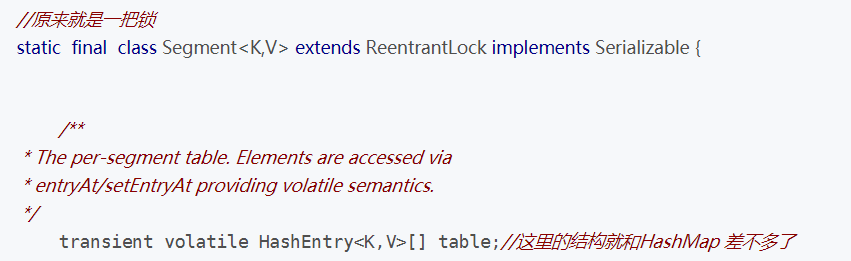 //原来就是一把锁
static final class Segment<K,V> extends ReentrantLock implements Serializable {
/**
* The per-segment table. Elements are accessed via
* entryAt/setEntryAt providing volatile semantics.
*/
transient volatile HashEntry<K,V>[] table;//这里的结构就和HashMap 差不多了